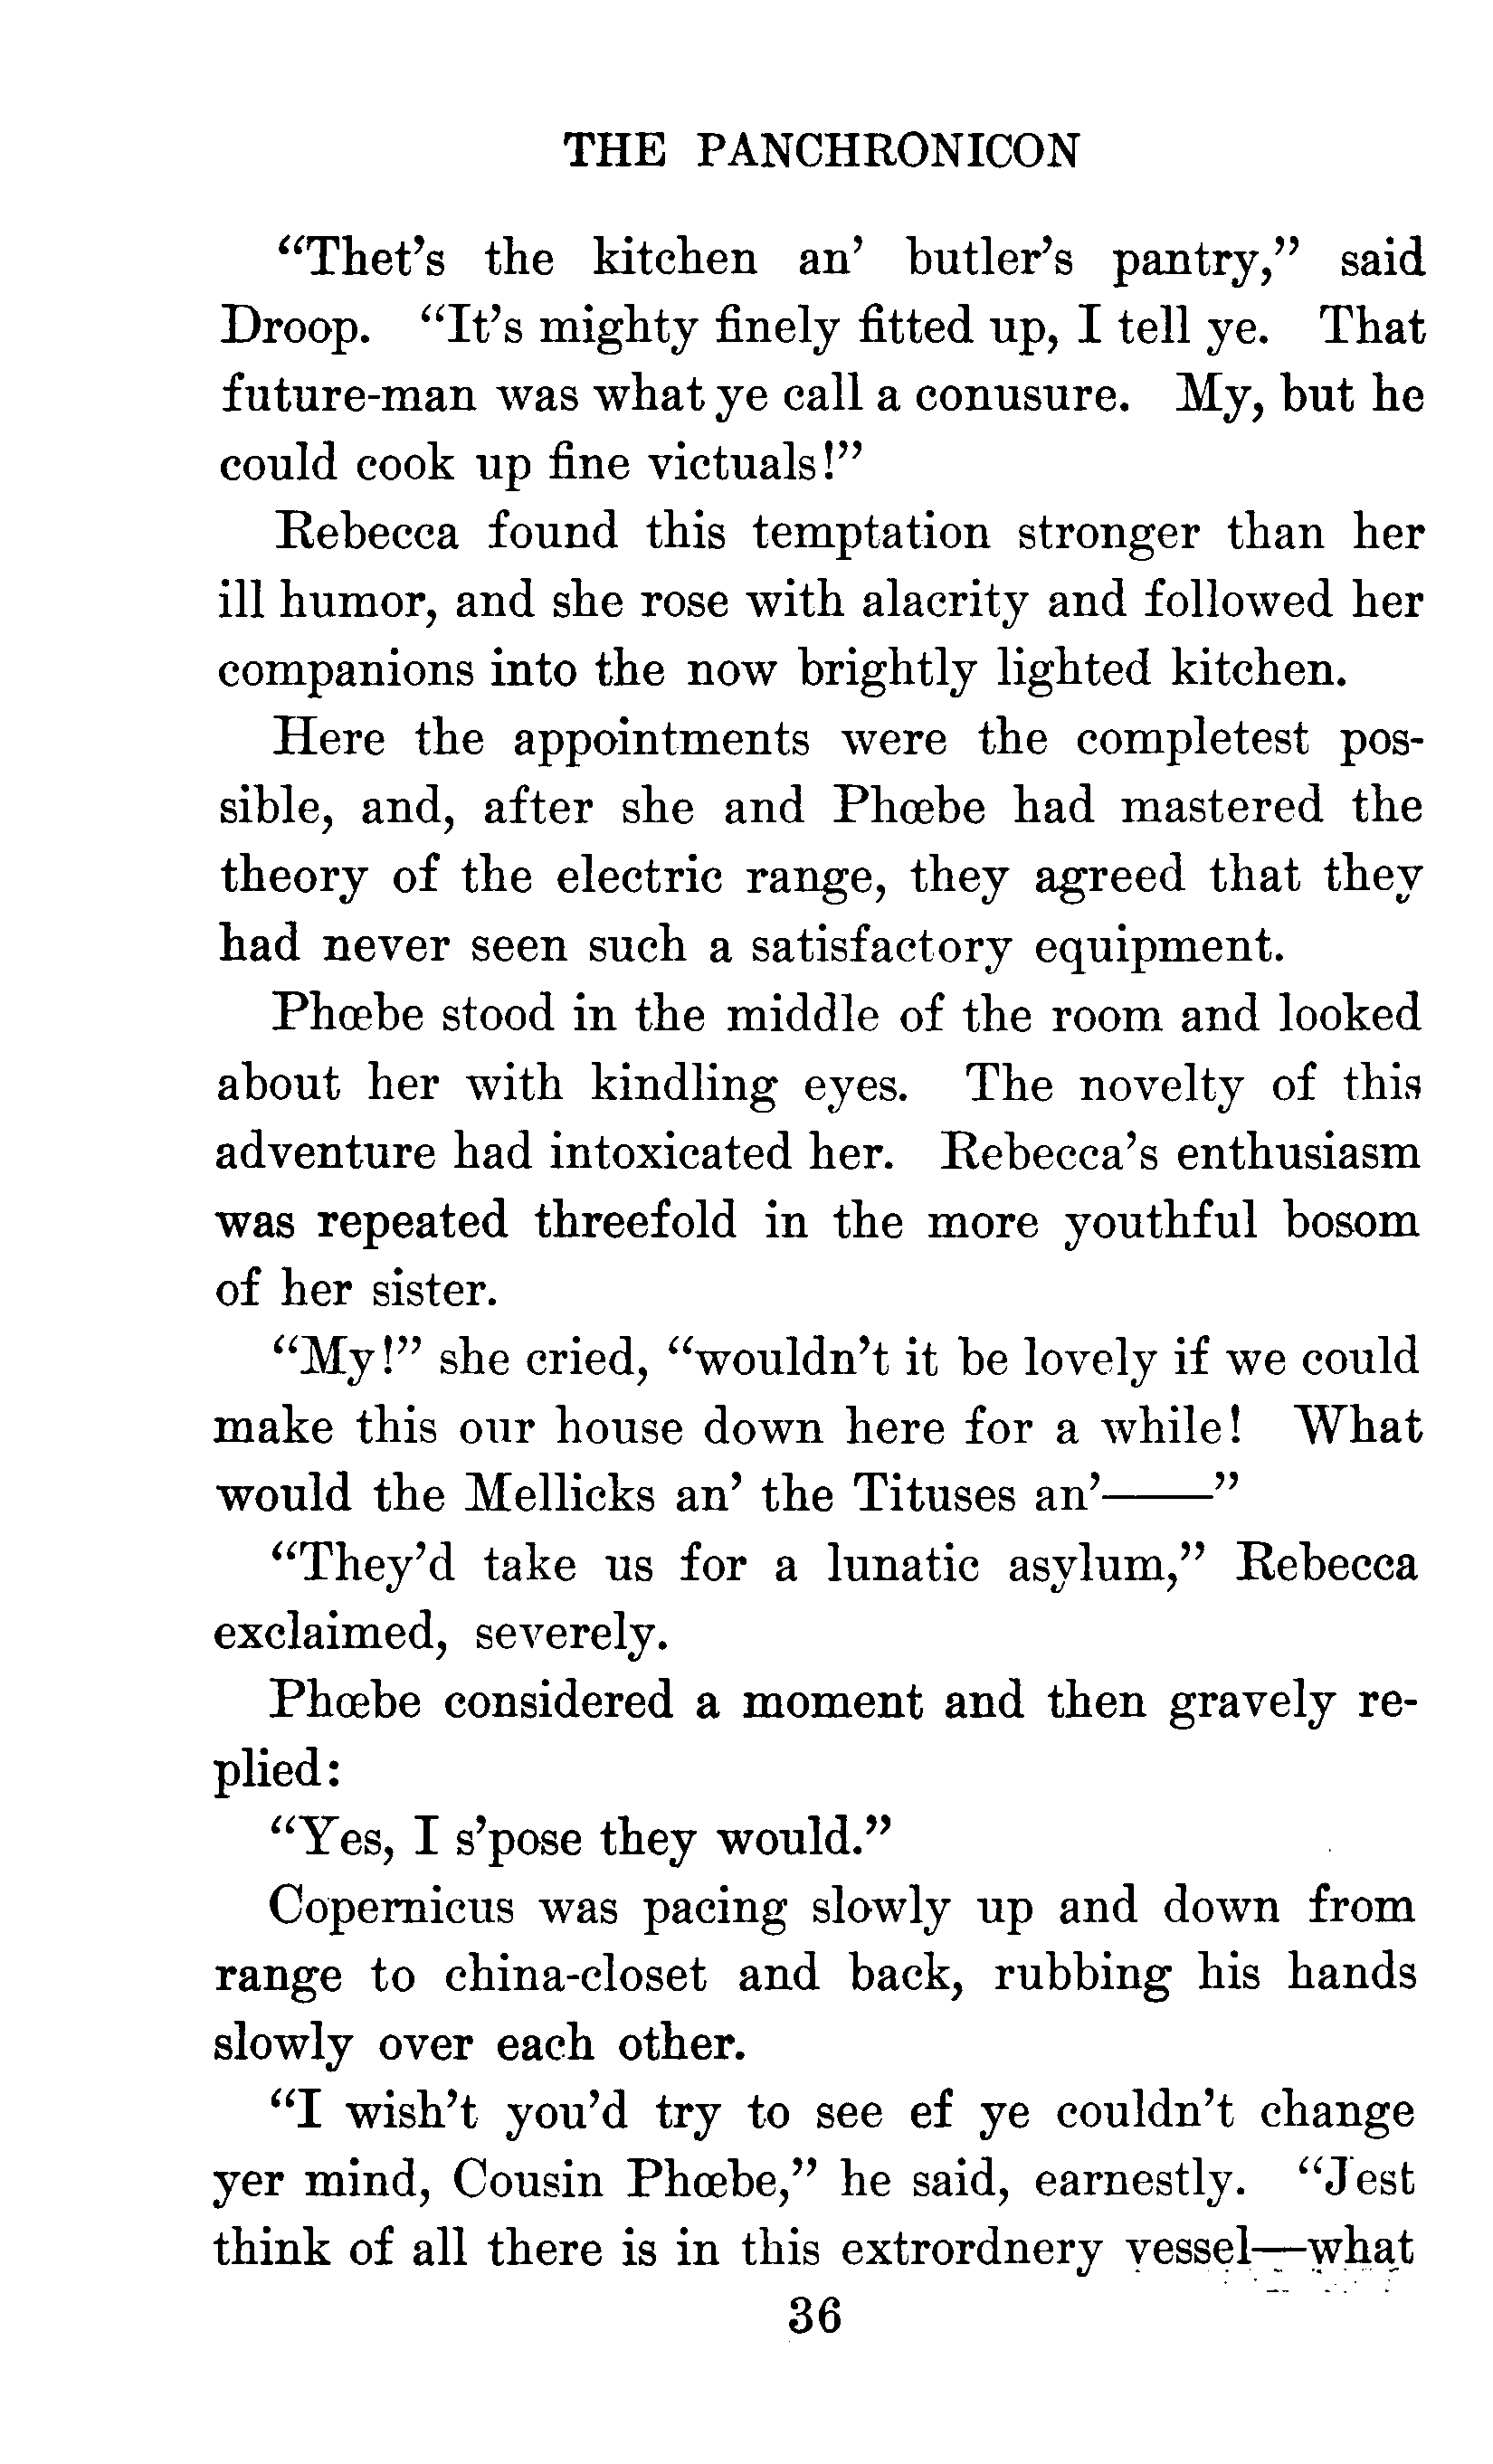 THE PANCHRONICON
“Thet’s the kitchen an’ butler’s pantry,” said
Droop. “It’s mighty finely fitted up, I tell ye. That
future-man was what ye call a conusure. My, but he
could cook up fine victuals!”
Rebecca found this temptation stronger than her
ill humor, and she rose with alacrity and followed her
companions into the now brightly lighted kitchen.
Here the appointments were the completest pos-
sible, and, after she and Phœbe had mastered the
theory of the electric range, they agreed that they
had never seen such a satisfactory equipment.
Phœbe stood in the middle of the room and looked
about her with kindling eyes. The novelty of this
adventure had intoxicated her. Rebecca’s enthusiasm
was repeated threefold in the more youthful bosom
of her sister.
“My!” she cried, “wouldn’t it be lovely if we could
make this our house down here for a while! What
would the Mellicks an’ the Tituses an’——”
“They’d take us for a lunatic asylum,” Rebecca
exclaimed, severely.
Phœbe considered a moment and then gravely re-
plied:
“Yes, I s’pose they would.”
Copernicus was pacing slowly up and down from
range to china-closet and back, rubbing his hands
slowly over each other.
“I wish’t you’d try to see ef ye couldn’t change
yer mind, Cousin Phœbe,” he said, earnestly. “Jest
think of all there is in this extrordnery vessel—what
36